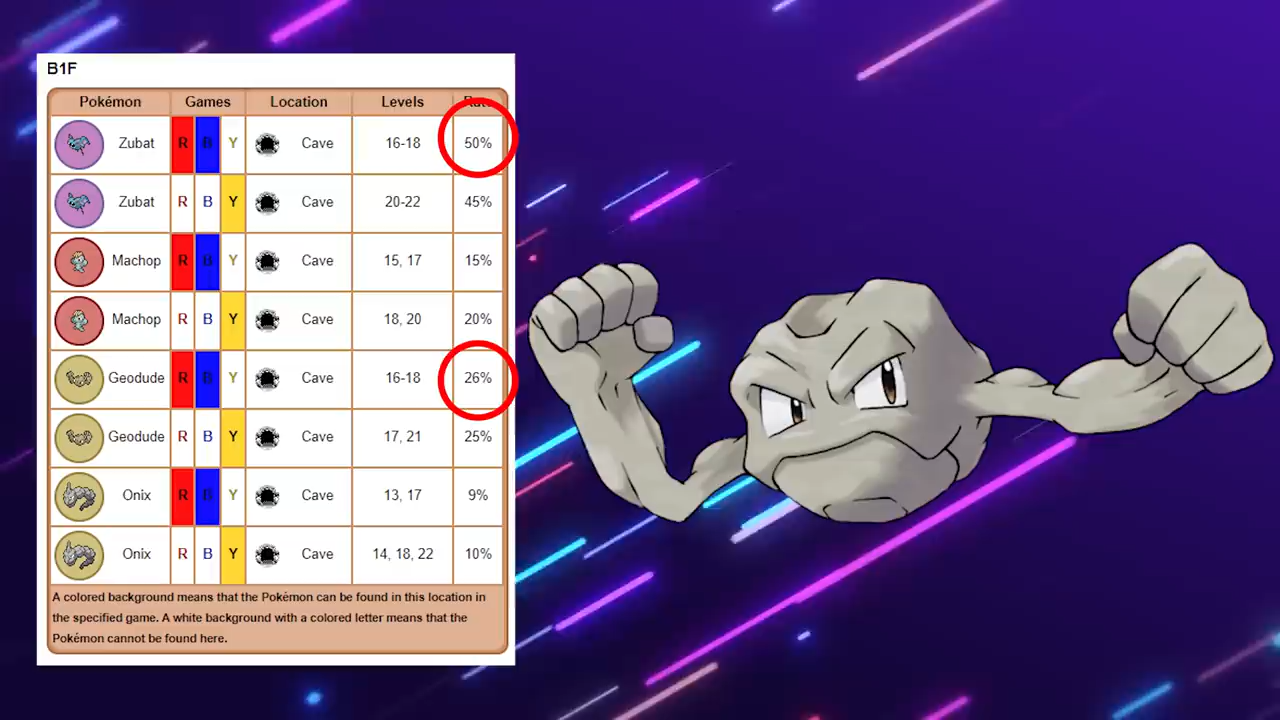 B1F
Pokémon Games Location Levels Rate
Zubat R B Y Cave 16-18 50%
Zubat R B Y Cave 20-22 45%
Machop R B Y Cave 15, 17 15%
Machop R B Y Cave 18, 20 20%
Geodude R B Y Cave 16-18 26%
Geodude R B Y Cave 17, 21 25%
Onix R B Y Cave 13, 17 9%
Onix R B Y Cave 14, 18, 22 10%
A colored background means that the Pokémon can be found in this location in
the specified game. A white background with a colored letter means that the
Pokémon cannot be found here.